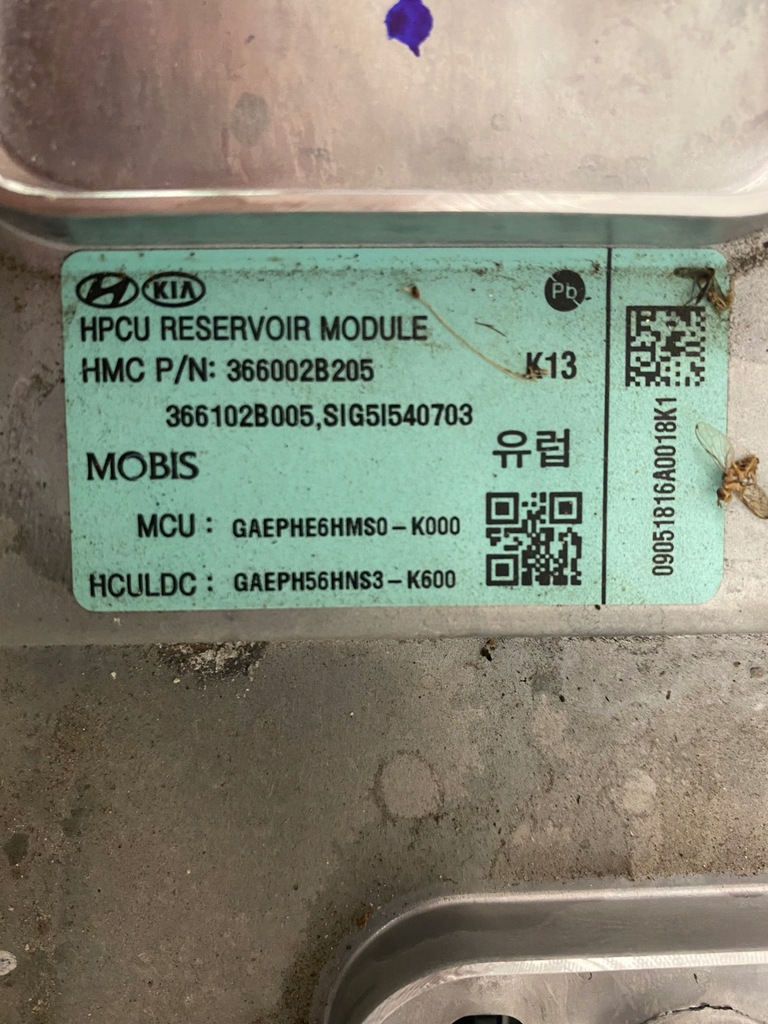 KIA
Pb
HPCU RESERVOIR MODULE
HMC P/N: 366002B205
K13
366102B005,SIG5I540703
MOBIS
유럽
MCU : GAEPHE6HMS0-K000
HCULDC : GAEPH56HNS3-K600
09051816A0018K1